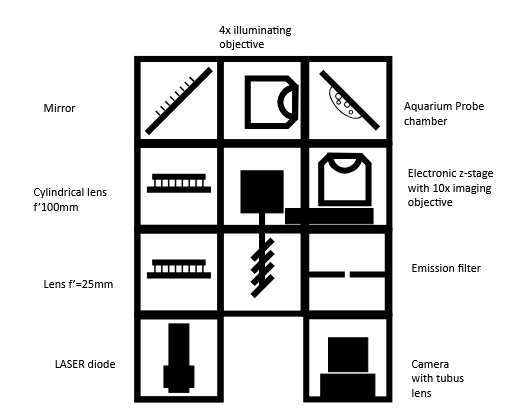 4x illuminating
objective
Mirror
Aquarium Probe
chamber
Cylindrical lens
f'100mm
Electronic z-stage
with 10x imaging
objective
Lens f'=25mm
Emission filter
LASER diode
Camera
with tubus
lens